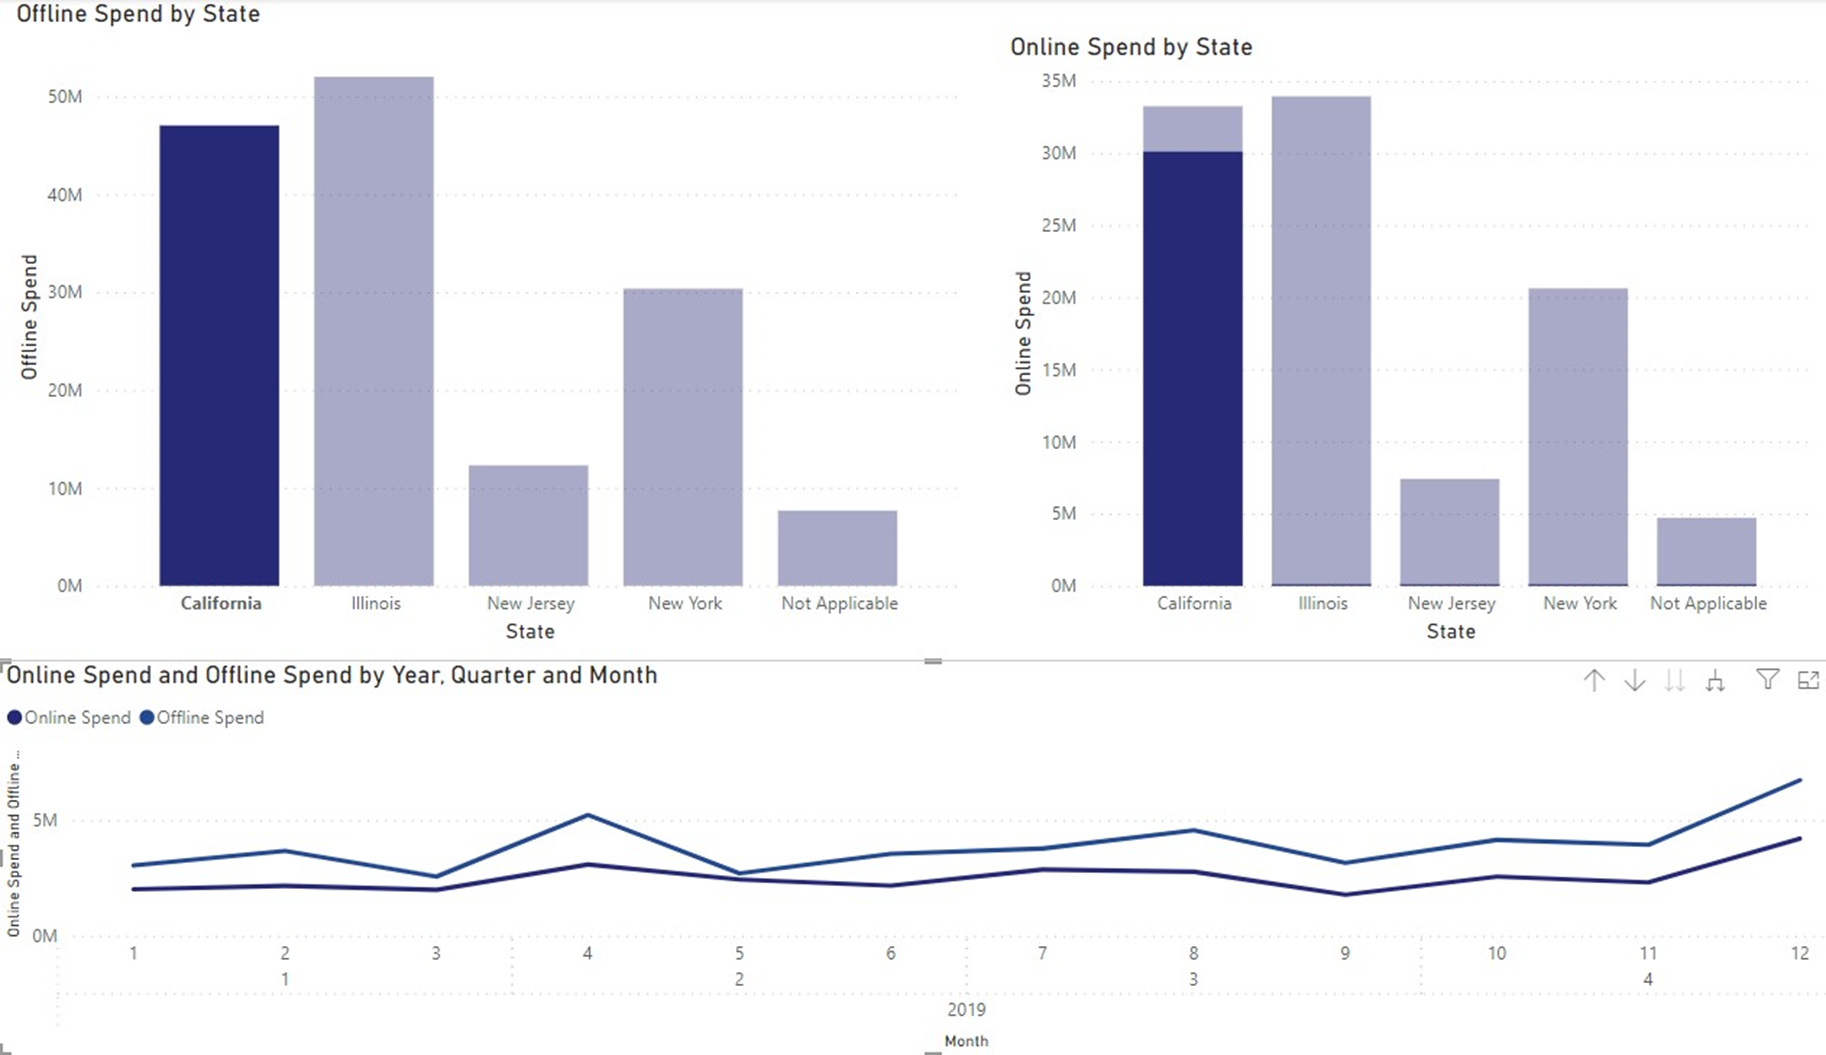 Offline Spend by State
50M
40M
30M
20M
10M
0M
Offline Spend
California Illinois New Jersey New York Not Applicable
State
Online Spend by State
35M
30M
25M
20M
15M
10M
5M
0M
Online Spend
California Illinois New Jersey New York Not Applicable
State
Online Spend and Offline Spend by Year, Quarter and Month
Online Spend Offline Spend
Online Spend and Offline ...
5M
0M
1 2 3 4 5 6 7 8 9 10 11 12
1 2 3 4
2019
Month